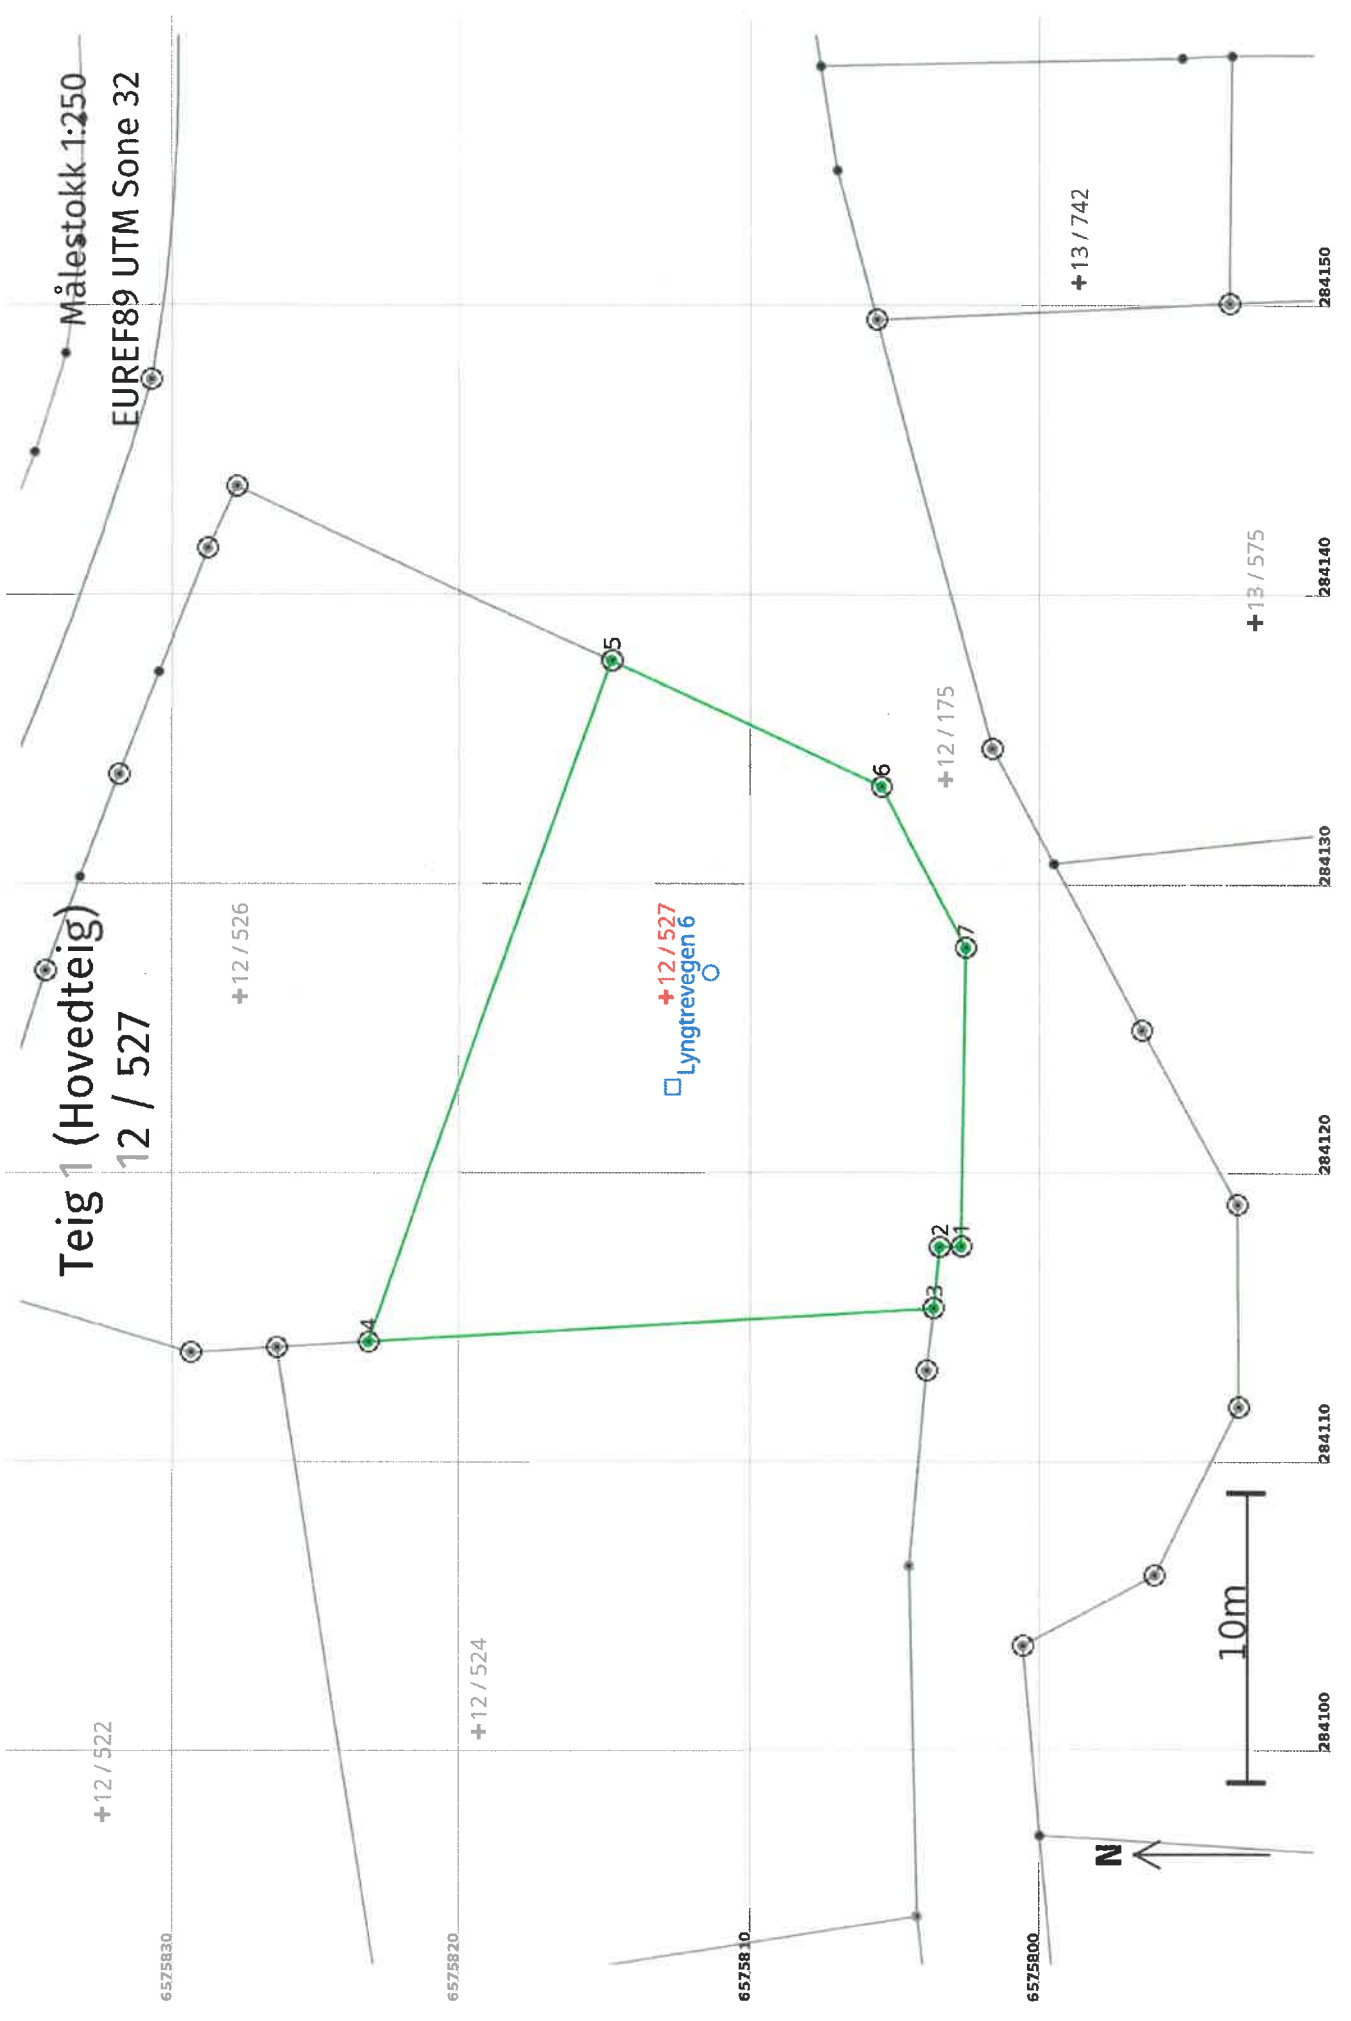 Teig 1 (Hovedteig)
12 / 527
Målestokk 1:250
EUREF89 UTM Sone 32
+12 / 522
+12 / 526
+12 / 524
+12 / 527
Lyngtrevegen 6
+12 / 175
+13 / 742
+13 / 575
4
5
6
7
3
2
1
6575830
6575820
6575810
6575800
N
10m
284100
284110
284120
284130
284140
284150